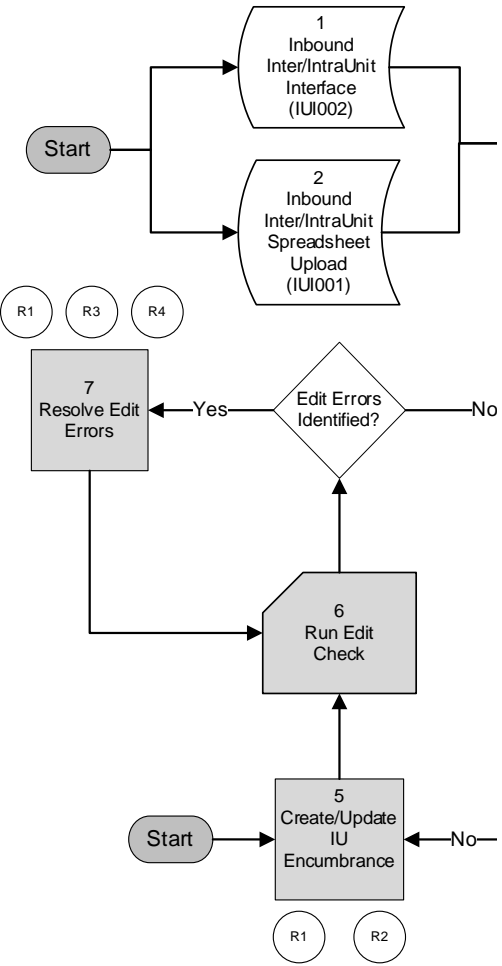 1
Inbound
Inter/IntraUnit
Interface
(IUI002)
Start
2
Inbound
Inter/IntraUnit
Spreadsheet
Upload
(IUI001)
R1
R3
R4
7
Resolve Edit
Errors
Yes
Edit Errors
Identified?
No
6
Run Edit
Check
Start
5
Create/Update
IU
Encumbrance
No
R1
R2